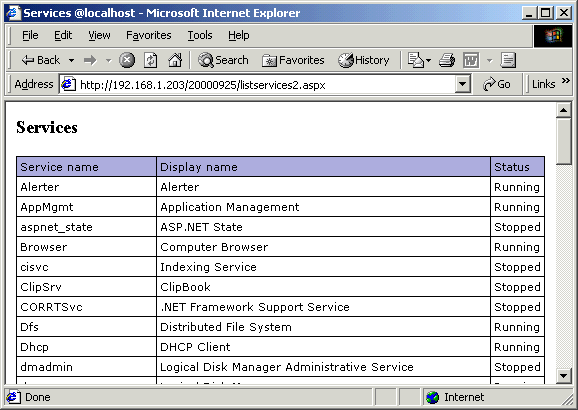 Services @localhost - Microsoft Internet Explorer
File Edit View Favorites Tools Help
Back Search Favorites History
Address http://192.168.1.203/20000925/listservices2.aspx Go Links »
Services
Service name Display name Status
Alerter Alerter Running
AppMgmt Application Management Running
aspnet_state ASP.NET State Stopped
Browser Computer Browser Running
cisvc Indexing Service Stopped
ClipSrv ClipBook Stopped
CORRTSvc .NET Framework Support Service Stopped
Dfs Distributed File System Running
Dhcp DHCP Client Running
dmadmin Logical Disk Manager Administrative Service Stopped
Done Internet